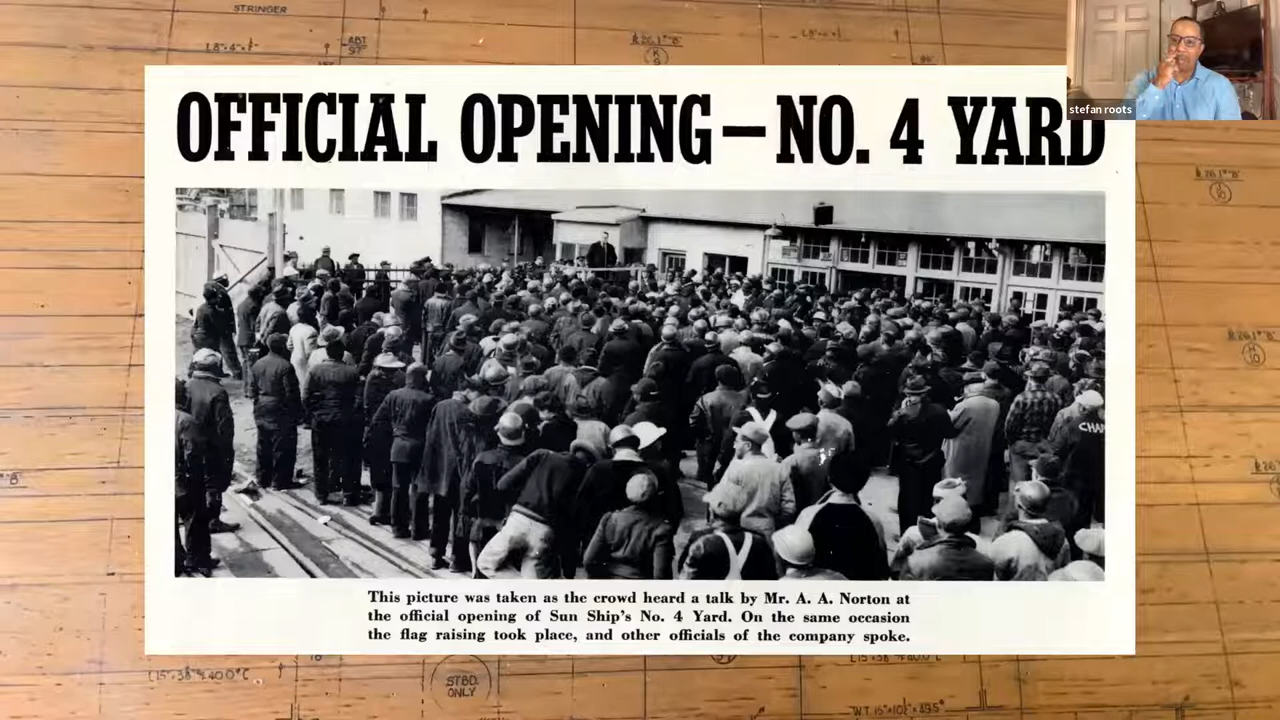 STRINGER
stefan roots
OFFICIAL OPENING—NO. 4 YARD
CHAM
This picture was taken as the crowd heard a talk by Mr. A. A. Norton at
the official opening of Sun Ship's No. 4 Yard. On the same occasion
the flag raising took place, and other officials of the company spoke.
STBD.
ONLY